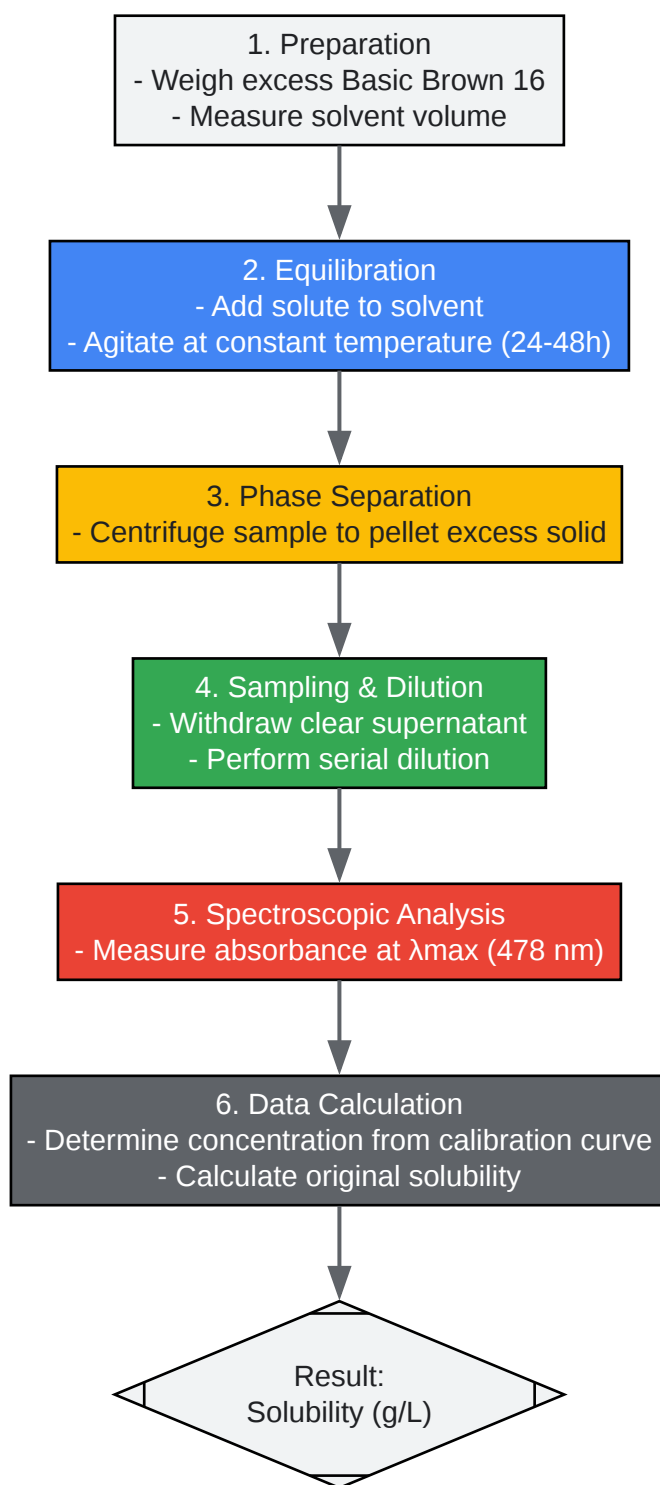 1. Preparation
- Weigh excess Basic Brown 16
- Measure solvent volume
2. Equilibration
- Add solute to solvent
- Agitate at constant temperature (24-48h)
3. Phase Separation
- Centrifuge sample to pellet excess solid
4. Sampling & Dilution
- Withdraw clear supernatant
- Perform serial dilution
5. Spectroscopic Analysis
- Measure absorbance at λmax (478 nm)
6. Data Calculation
- Determine concentration from calibration curve
- Calculate original solubility
Result:
Solubility (g/L)